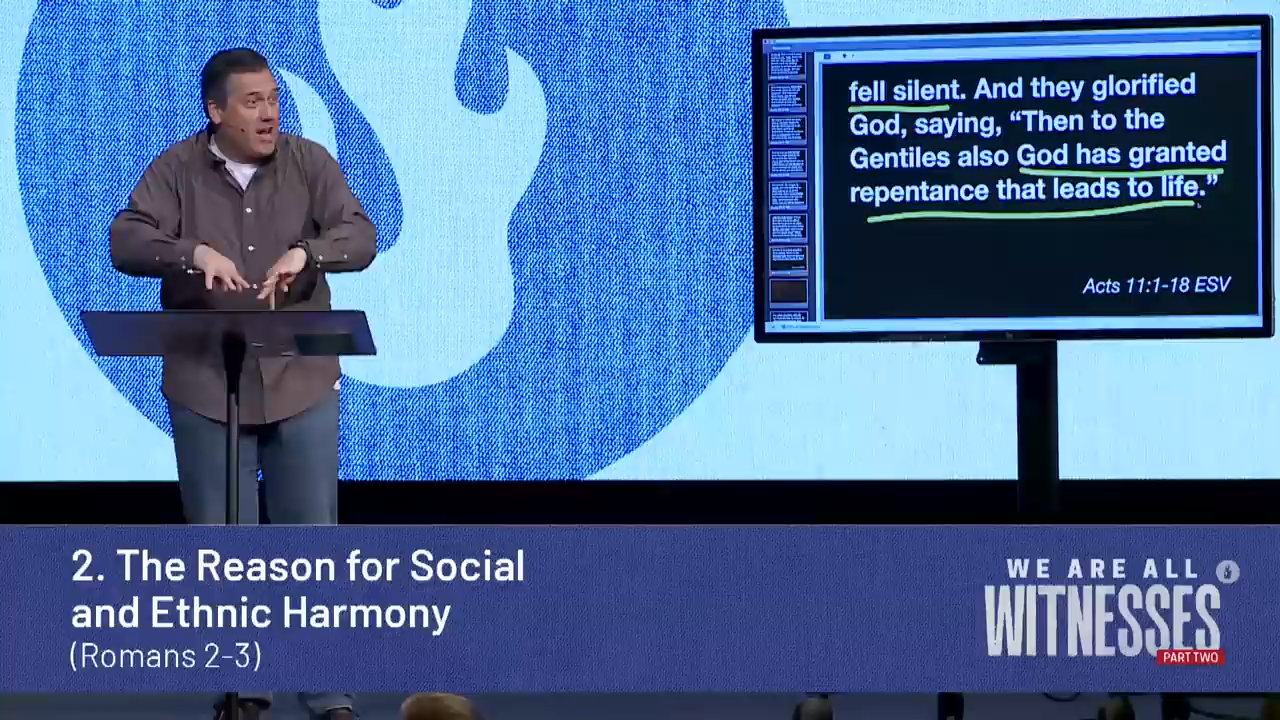 fell silent. And they glorified
God, saying, “Then to the
Gentiles also God has granted
repentance that leads to life.”
Acts 11:1-18 ESV
2. The Reason for Social
and Ethnic Harmony
(Romans 2-3)
WE ARE ALL
WITNESSES
PART TWO